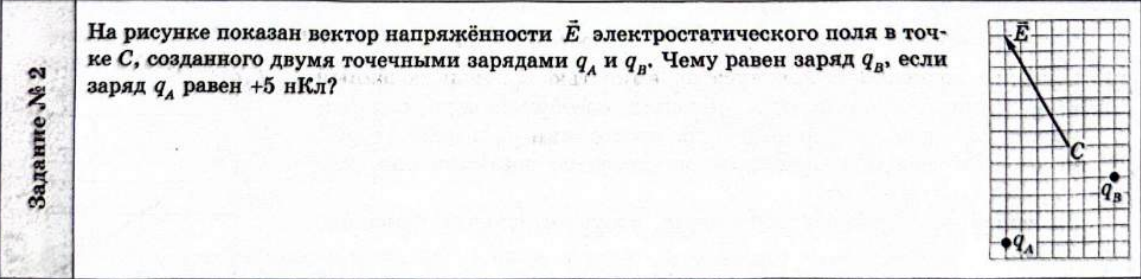 Задание № 2
На рисунке показан вектор напряжённости E⃗ электростатического поля в точ-
ке C, созданного двумя точечными зарядами q_A и q_B. Чему равен заряд q_B, если
заряд q_A равен +5 нКл?
E⃗
C
q_B
q_A